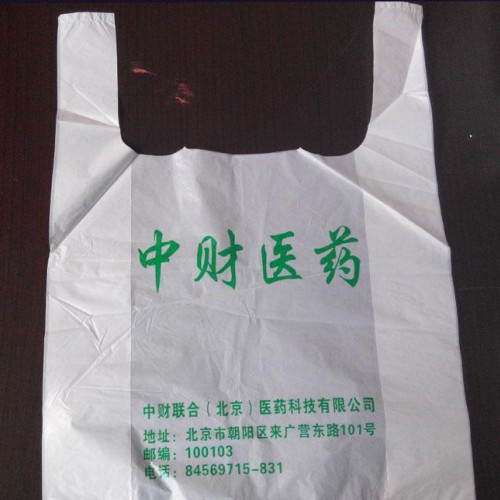 中财医药
中财联合（北京）医药科技有限公司
地址：北京市朝阳区来广营东路101号
邮编：100103
电话：84569715-831